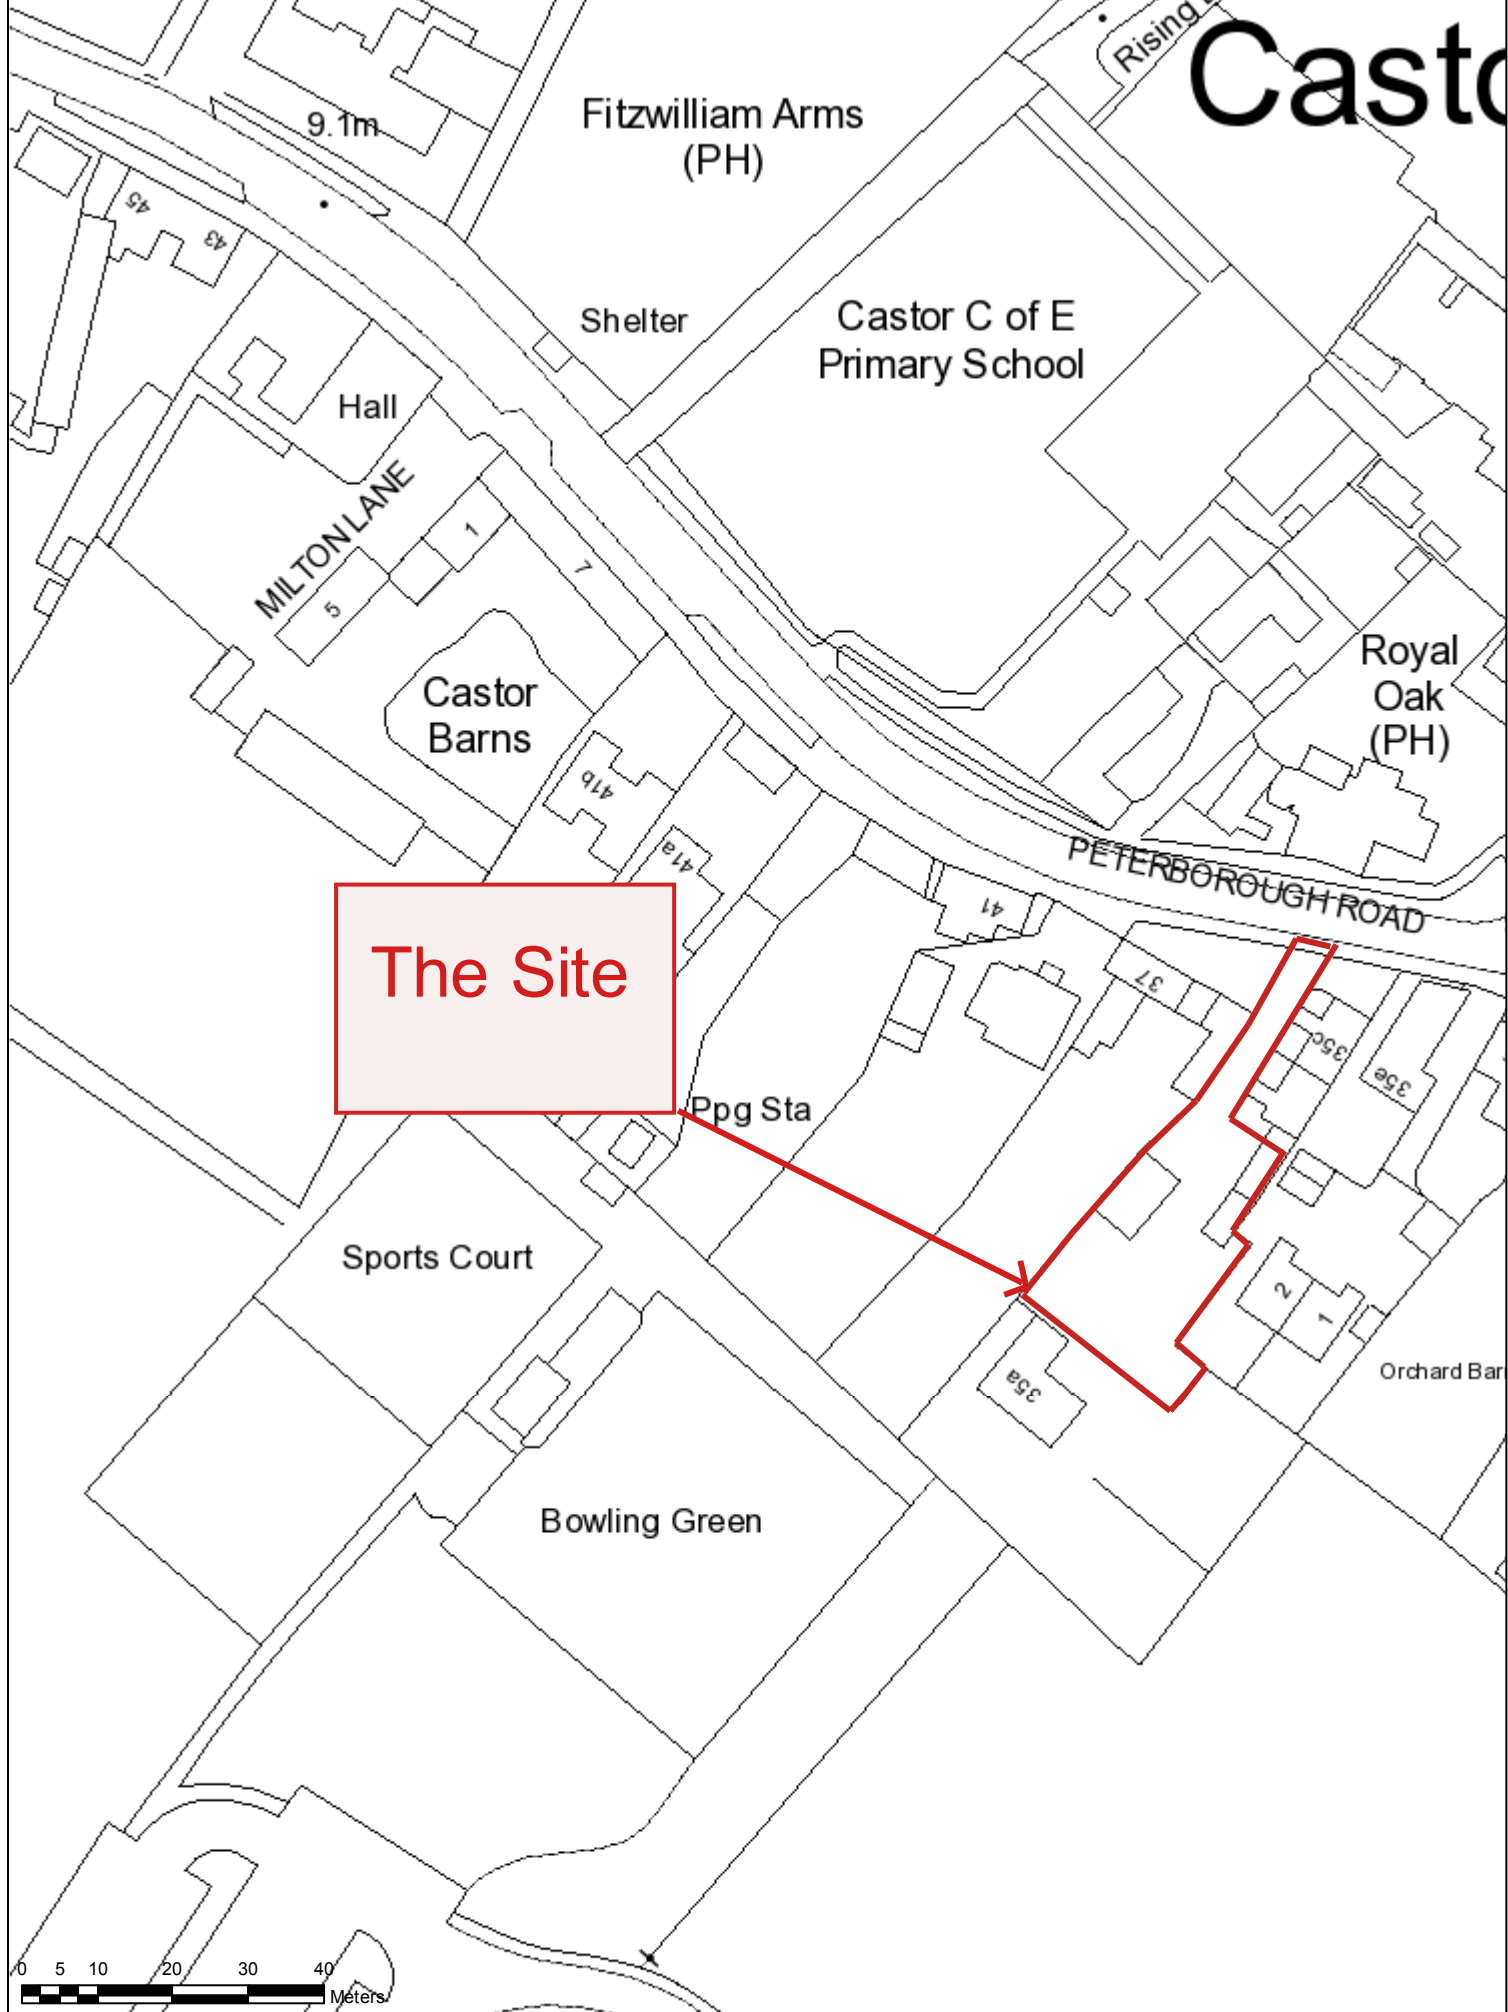 Rising
Casto
9.1m
Fitzwilliam Arms
(PH)
45
43
Shelter
Castor C of E
Primary School
Hall
MILTON LANE
1
7
5
Royal
Oak
(PH)
Castor
Barns
41b
41a
PETERBOROUGH ROAD
41
The Site
37
35c
35e
Ppg Sta
Sports Court
2
1
35a
Orchard Bar
Bowling Green
0 5 10 20 30 40
Meters